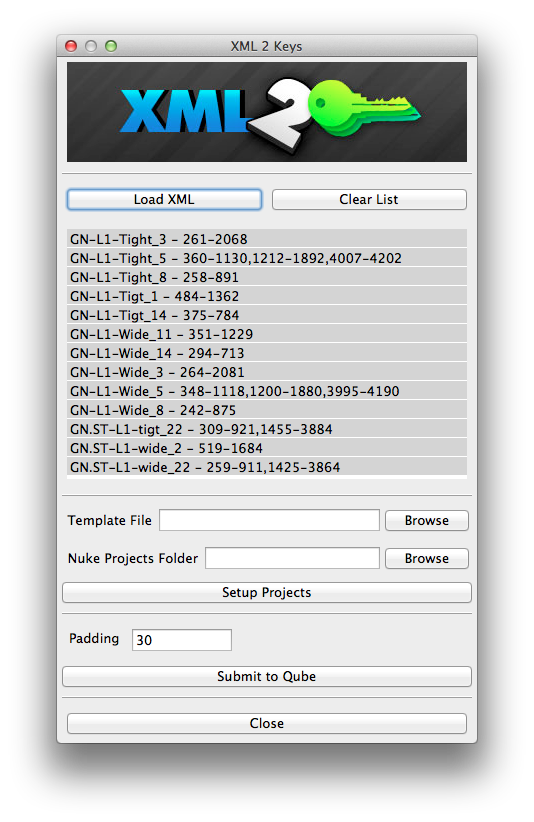 XML 2 Keys
XML 2
Load XML Clear List
GN-L1-Tight_3 - 261-2068
GN-L1-Tight_5 - 360-1130,1212-1892,4007-4202
GN-L1-Tight_8 - 258-891
GN-L1-Tigt_1 - 484-1362
GN-L1-Tigt_14 - 375-784
GN-L1-Wide_11 - 351-1229
GN-L1-Wide_14 - 294-713
GN-L1-Wide_3 - 264-2081
GN-L1-Wide_5 - 348-1118,1200-1880,3995-4190
GN-L1-Wide_8 - 242-875
GN.ST-L1-tigt_22 - 309-921,1455-3884
GN.ST-L1-wide_2 - 519-1684
GN.ST-L1-wide_22 - 259-911,1425-3864
Template File Browse
Nuke Projects Folder Browse
Setup Projects
Padding 30
Submit to Qube
Close